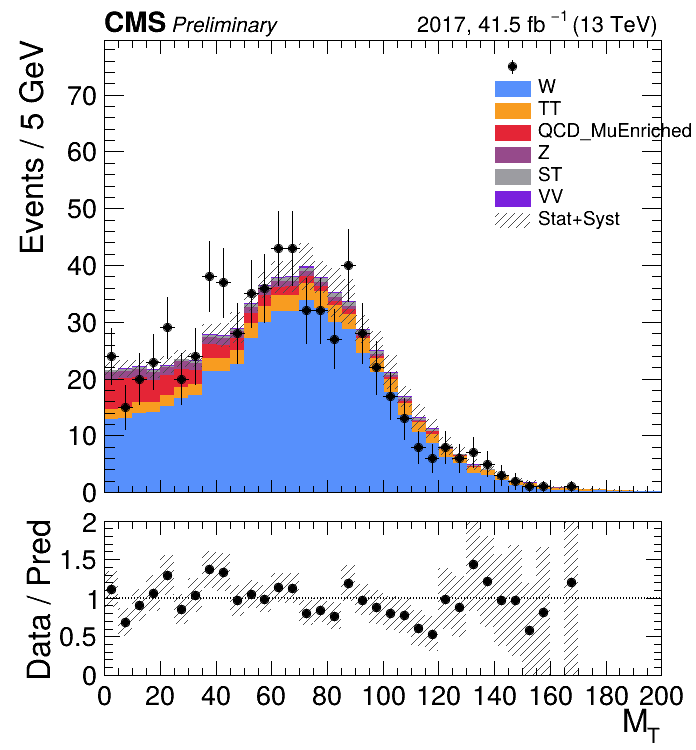 CMS Preliminary 2017, 41.5 fb⁻¹ (13 TeV)
Events / 5 GeV
70
60
50
40
30
20
10
0
W
TT
QCD_MuEnriched
Z
ST
VV
Stat+Syst
Data / Pred
2
1.5
1
0.5
0
0 20 40 60 80 100 120 140 160 180 200
M_T